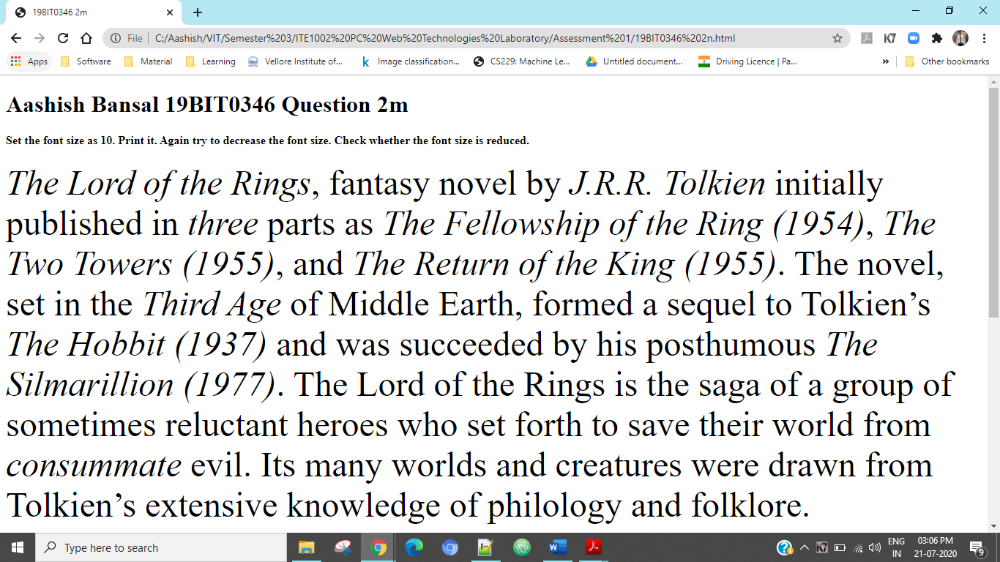 19BIT0346 2m
File C:/Aashish/VIT/Semester%203/ITE1002%20PC%20Web%20Technologies%20Laboratory/Assessment%201/19BIT0346%202n.html
Apps Software Material Learning Vellore Institute of... Image classification... CS229: Machine Le... Untitled document... Driving Licence | Pa... » Other bookmarks
Aashish Bansal 19BIT0346 Question 2m
Set the font size as 10. Print it. Again try to decrease the font size. Check whether the font size is reduced.
The Lord of the Rings, fantasy novel by J.R.R. Tolkien initially
published in three parts as The Fellowship of the Ring (1954), The
Two Towers (1955), and The Return of the King (1955). The novel,
set in the Third Age of Middle Earth, formed a sequel to Tolkien’s
The Hobbit (1937) and was succeeded by his posthumous The
Silmarillion (1977). The Lord of the Rings is the saga of a group of
sometimes reluctant heroes who set forth to save their world from
consummate evil. Its many worlds and creatures were drawn from
Tolkien’s extensive knowledge of philology and folklore.
Type here to search
ENG 03:06 PM
IN 21-07-2020 9